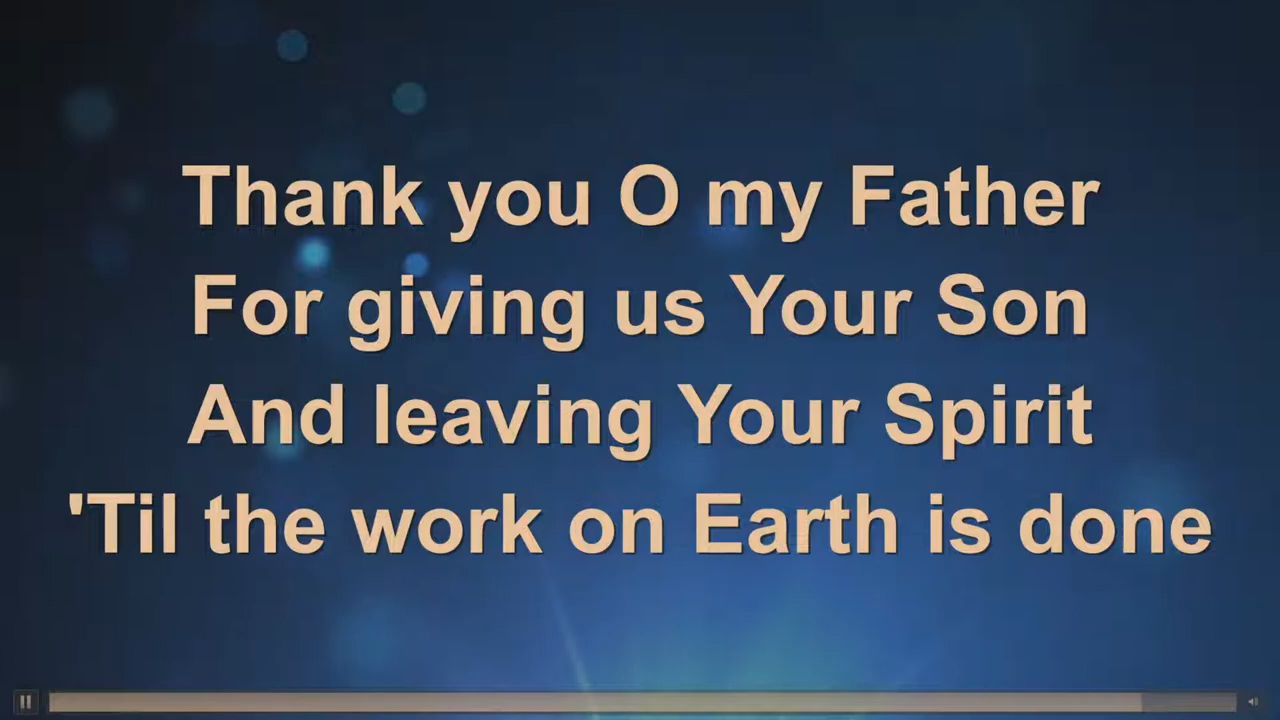 Thank you O my Father
For giving us Your Son
And leaving Your Spirit
'Til the work on Earth is done